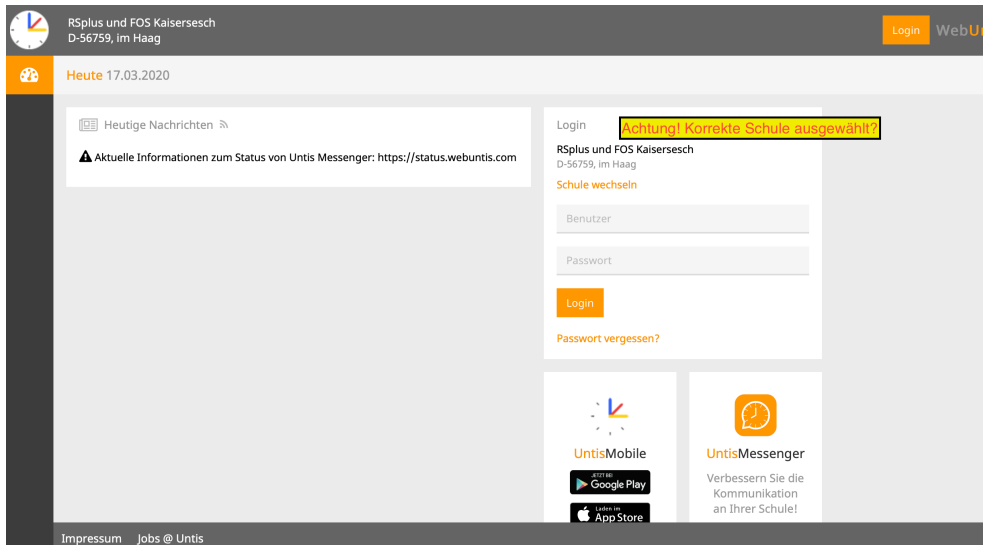 RSplus und FOS Kaisersesch
D-56759, im Haag
Login
Heute 17.03.2020
Heutige Nachrichten
Aktuelle Informationen zum Status von Untis Messenger: https://status.webuntis.com
Login
Achtung! Korrekte Schule ausgewählt?
RSplus und FOS Kaisersesch
D-56759, im Haag
Schule wechseln
Benutzer
Passwort
Login
Passwort vergessen?
UntisMobile
JETZT BEI
Google Play
Laden im
App Store
UntisMessenger
Verbessern Sie die
Kommunikation
an Ihrer Schule!
Impressum Jobs @ Untis